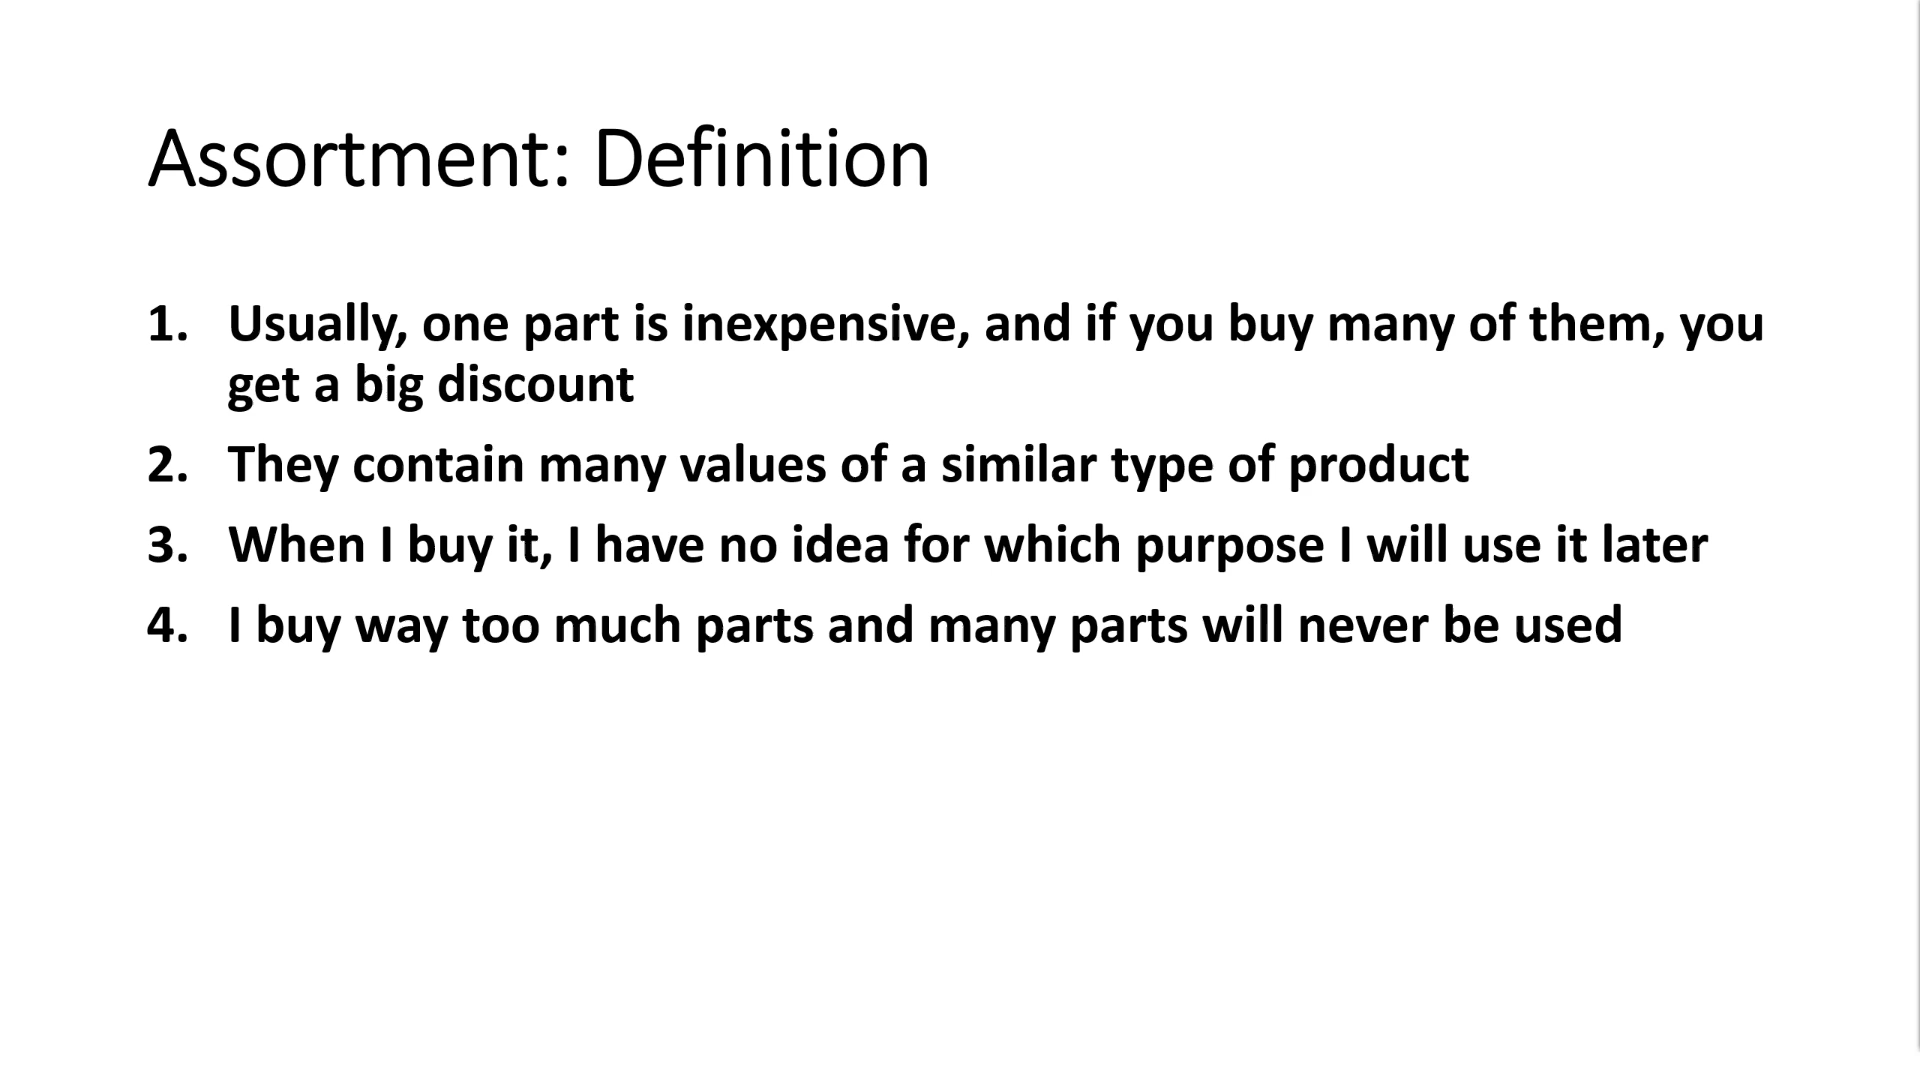 Assortment: Definition
1. Usually, one part is inexpensive, and if you buy many of them, you
get a big discount
2. They contain many values of a similar type of product
3. When I buy it, I have no idea for which purpose I will use it later
4. I buy way too much parts and many parts will never be used